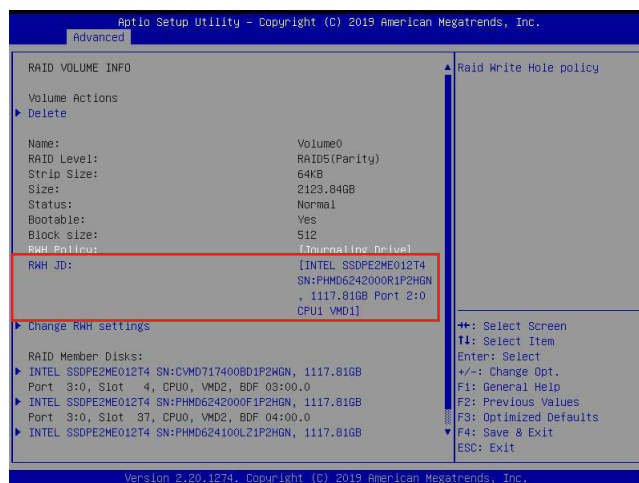 Aptio Setup Utility – Copyright (C) 2019 American Megatrends, Inc.
Advanced
RAID VOLUME INFO
Volume Actions
Delete
Name: Volume0
RAID Level: RAID5(Parity)
Strip Size: 64KB
Size: 2123.84GB
Status: Normal
Bootable: Yes
Block size: 512
RWH Policy: [Journaling Drive]
RWH JD: [INTEL SSDPE2ME012T4
SN:PHMD6242000R1P2HGN
, 1117.81GB Port 2:0
CPU1 VMD1]
Change RWH settings
RAID Member Disks:
INTEL SSDPE2ME012T4 SN:CVMD717400BD1P2WGN, 1117.81GB
Port 3:0, Slot 4, CPU0, VMD2, BDF 03:00.0
INTEL SSDPE2ME012T4 SN:PHMD6242000F1P2HGN, 1117.81GB
Port 3:0, Slot 37, CPU0, VMD2, BDF 04:00.0
INTEL SSDPE2ME012T4 SN:PHMD624100LZ1P2HGN, 1117.81GB
Raid Write Hole policy
→←: Select Screen
↑↓: Select Item
Enter: Select
+/-: Change Opt.
F1: General Help
F2: Previous Values
F3: Optimized Defaults
F4: Save & Exit
ESC: Exit
Version 2.20.1274. Copyright (C) 2019 American Megatrends, Inc.